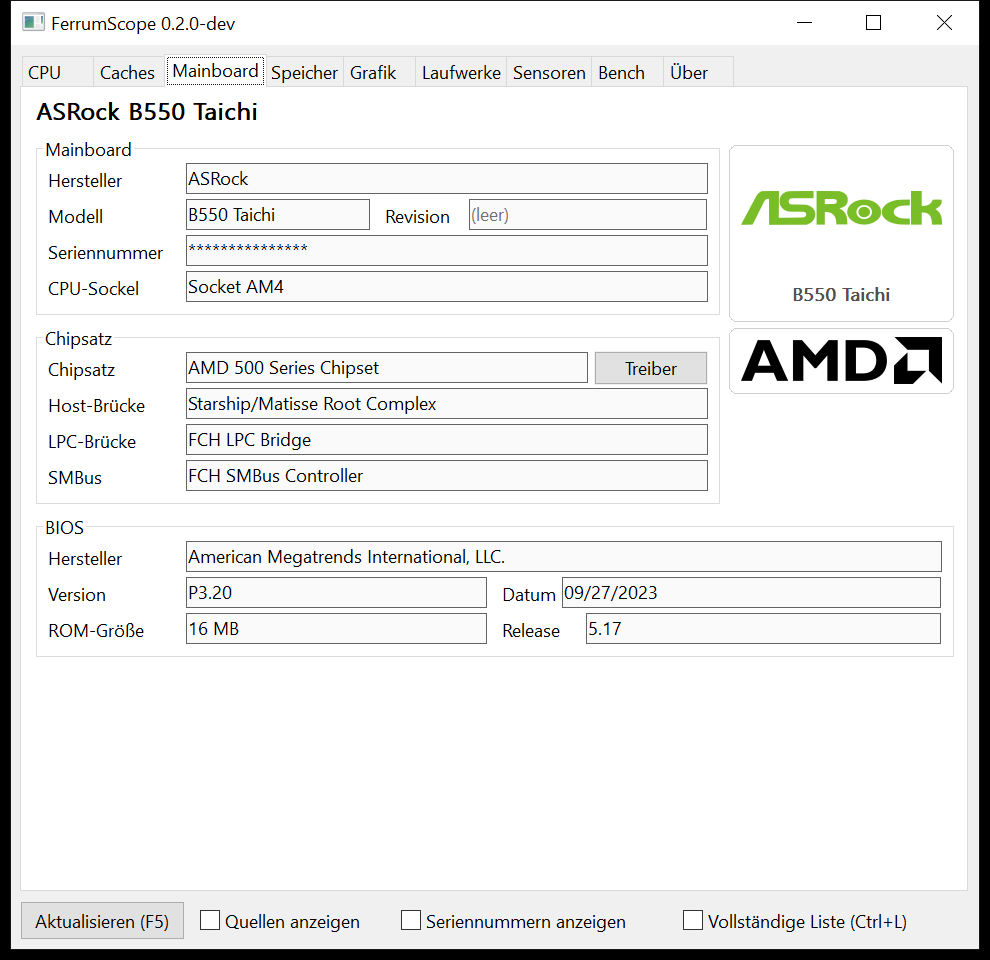 FerrumScope 0.2.0-dev
CPU Caches Mainboard Speicher Grafik Laufwerke Sensoren Bench Über
ASRock B550 Taichi
Mainboard
Hersteller ASRock
Modell B550 Taichi Revision (leer)
Seriennummer ***************
CPU-Sockel Socket AM4
ASRock
B550 Taichi
AMD
Chipsatz
Chipsatz AMD 500 Series Chipset Treiber
Host-Brücke Starship/Matisse Root Complex
LPC-Brücke FCH LPC Bridge
SMBus FCH SMBus Controller
BIOS
Hersteller American Megatrends International, LLC.
Version P3.20 Datum 09/27/2023
ROM-Größe 16 MB Release 5.17
Aktualisieren (F5) Quellen anzeigen Seriennummern anzeigen Vollständige Liste (Ctrl+L)